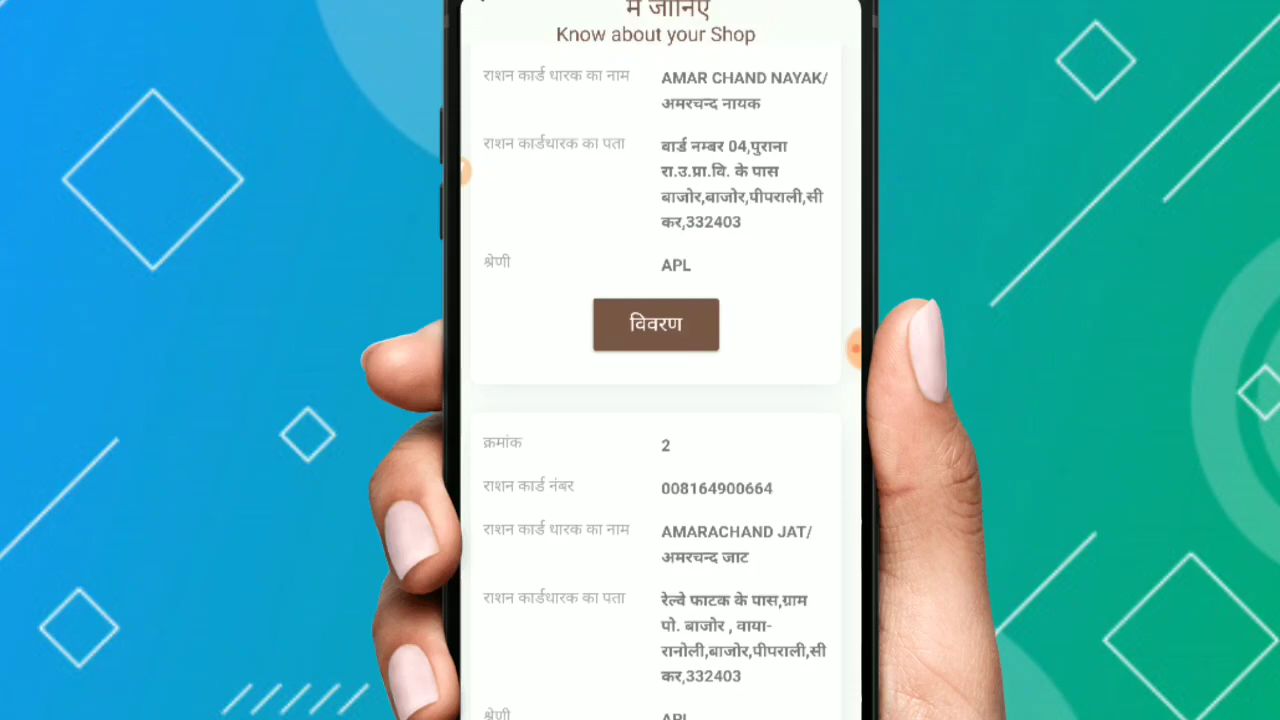 में जानिए
Know about your Shop
राशन कार्ड धारक का नाम
AMAR CHAND NAYAK/
अमरचन्द नायक
राशन कार्डधारक का पता
वार्ड नम्बर 04,पुराना
रा.उ.प्रा.वि. के पास
बाजोर,बाजोर,पीपराली,सी
कर,332403
श्रेणी
APL
विवरण
क्रमांक
2
राशन कार्ड नंबर
008164900664
राशन कार्ड धारक का नाम
AMARACHAND JAT/
अमरचन्द जाट
राशन कार्डधारक का पता
रेल्वे फाटक के पास,ग्राम
पो. बाजोर , वाया-
रानोली,बाजोर,पीपराली,सी
कर,332403
श्रेणी
APL